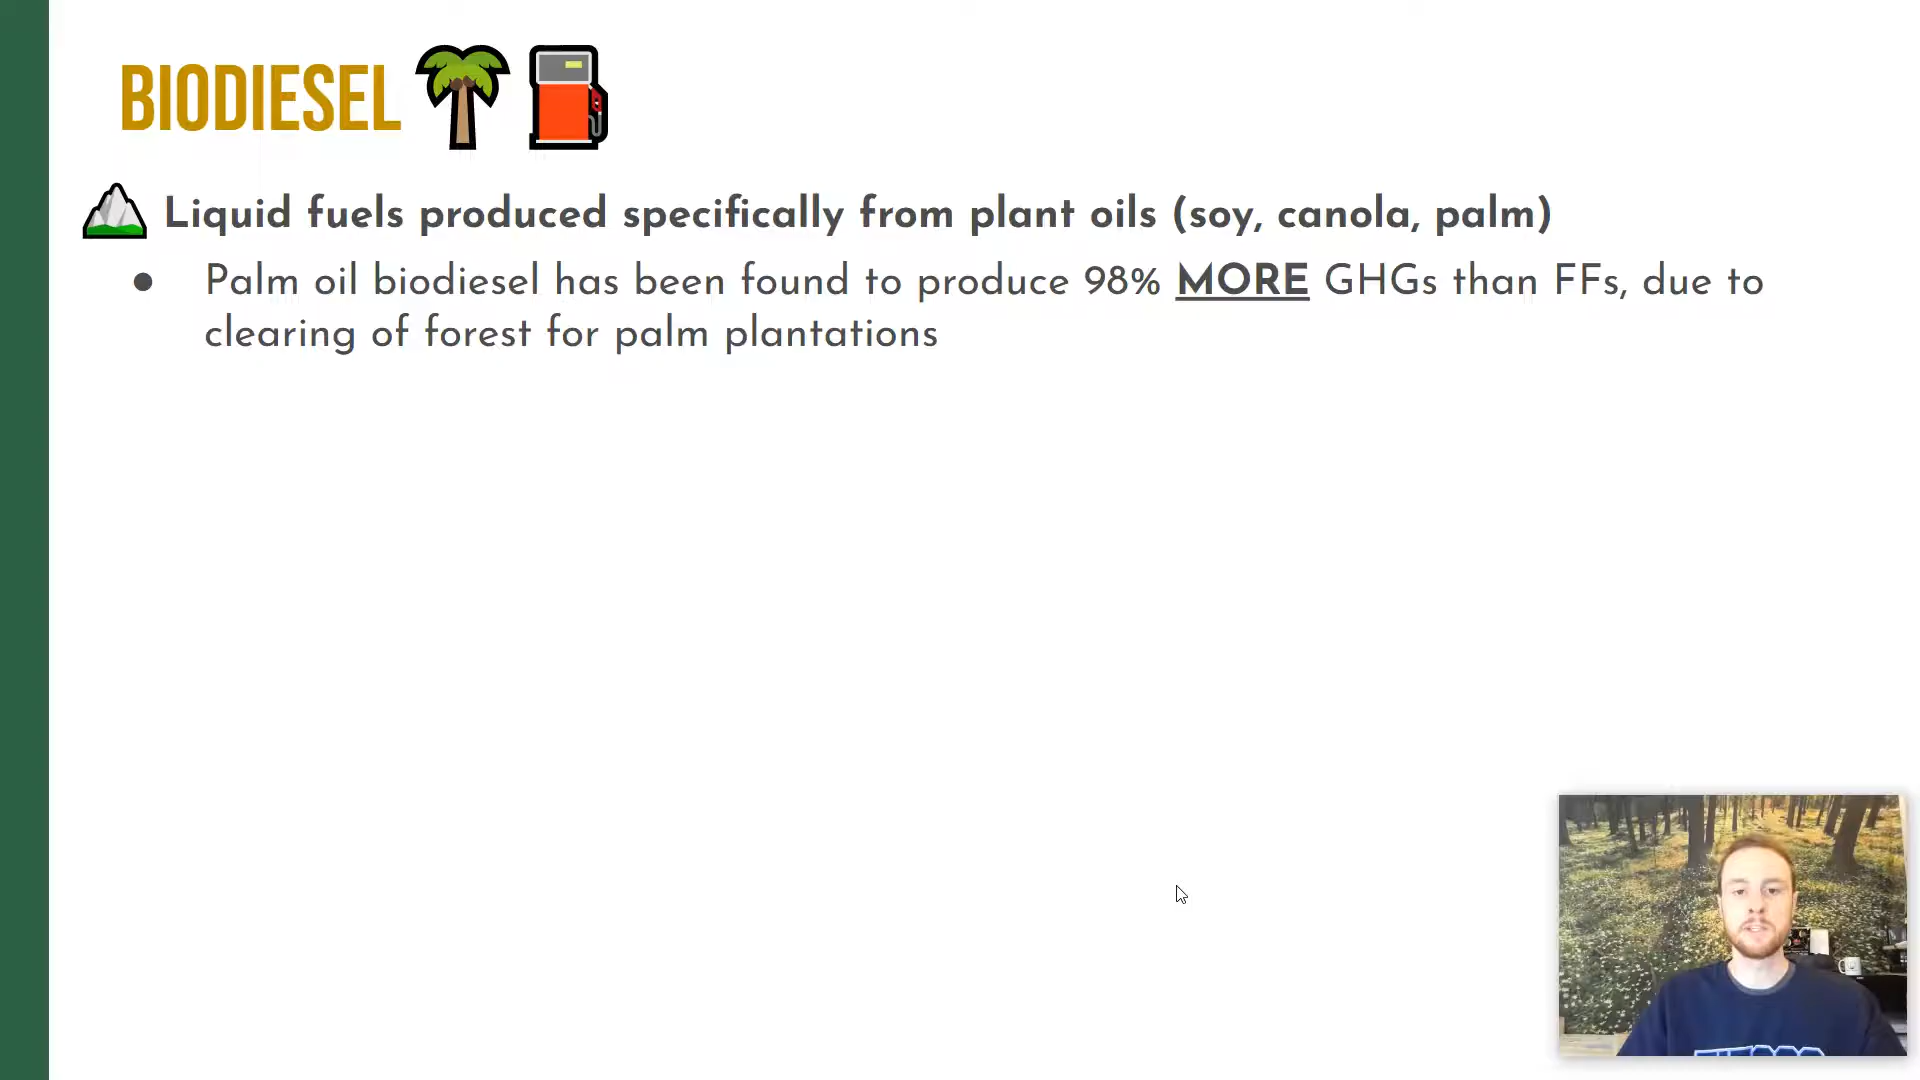 BIODIESEL
Liquid fuels produced specifically from plant oils (soy, canola, palm)
● Palm oil biodiesel has been found to produce 98% MORE GHGs than FFs, due to
clearing of forest for palm plantations